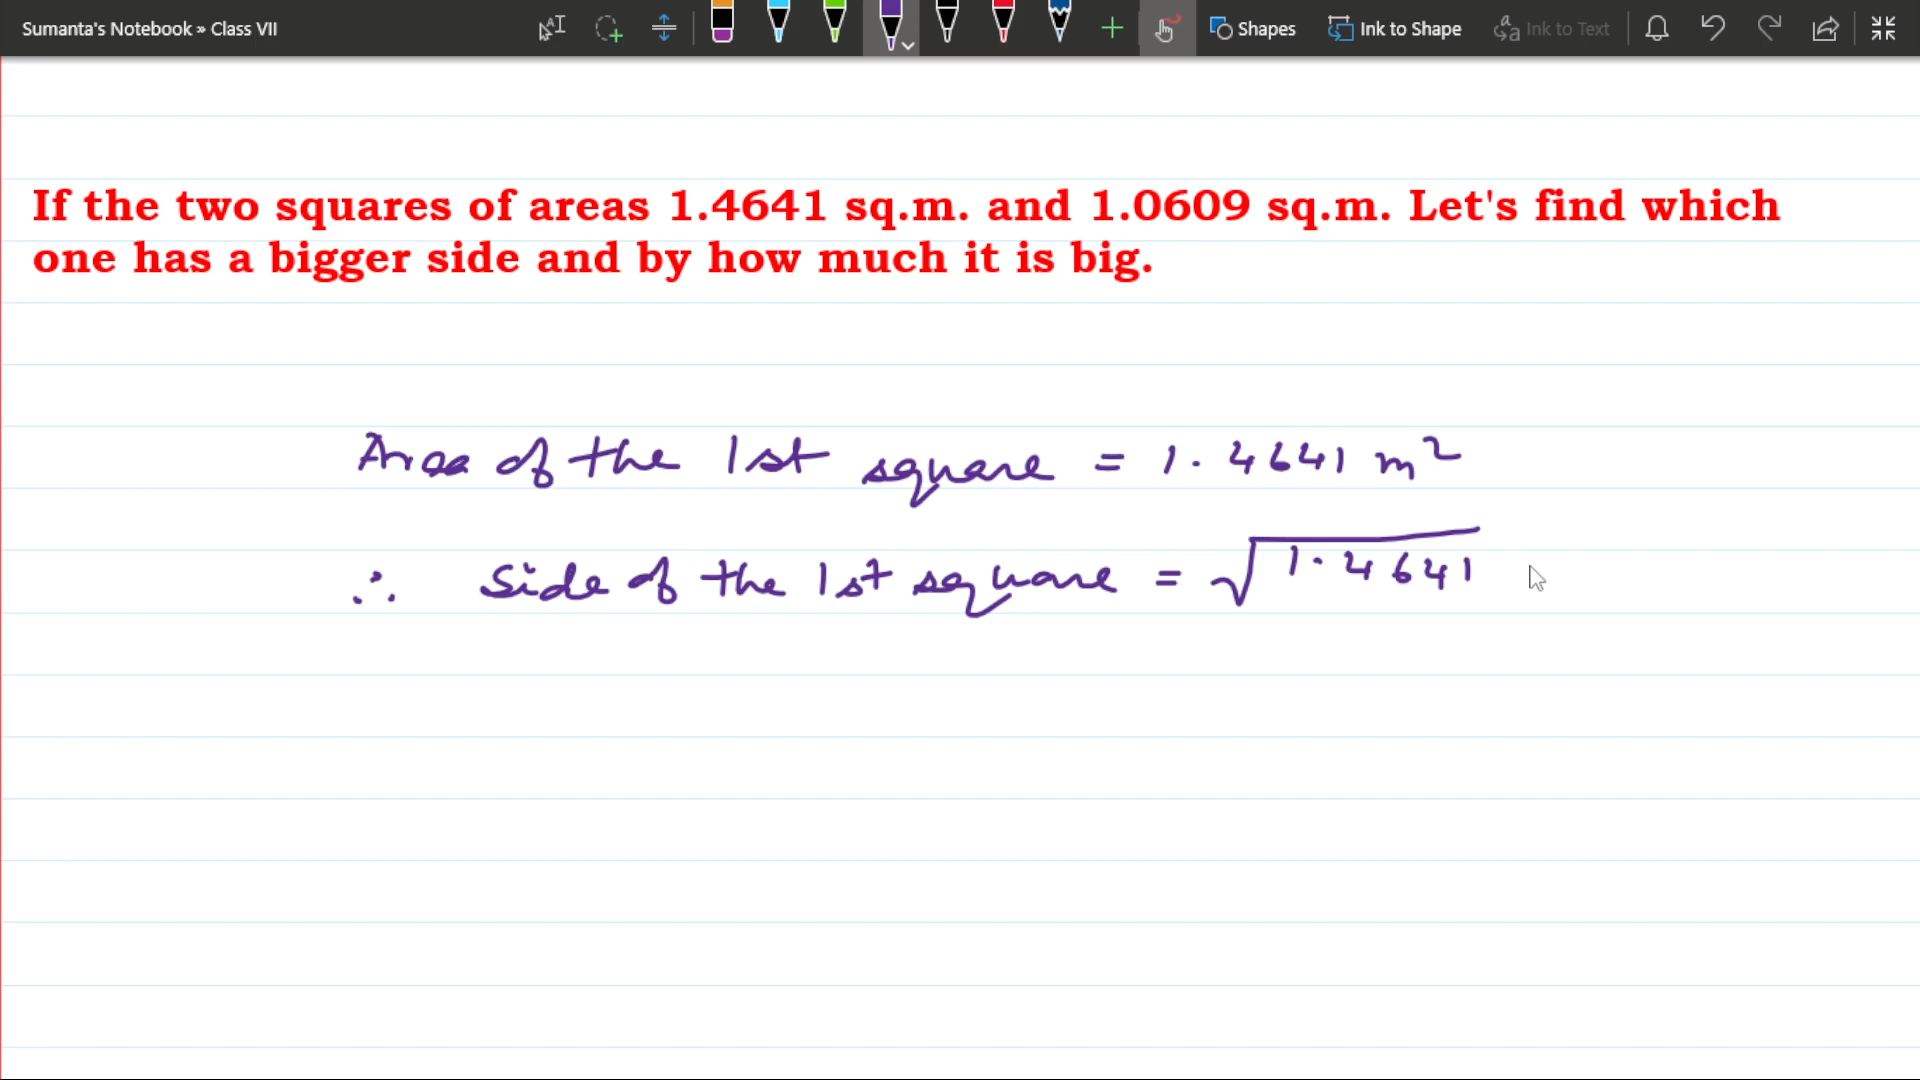 Sumanta's Notebook » Class VII
Shapes
Ink to Shape
Ink to Text
If the two squares of areas 1.4641 sq.m. and 1.0609 sq.m. Let's find which
one has a bigger side and by how much it is big.
Area of the 1st square = 1.4641 m²
∴ Side of the 1st square = √1.4641